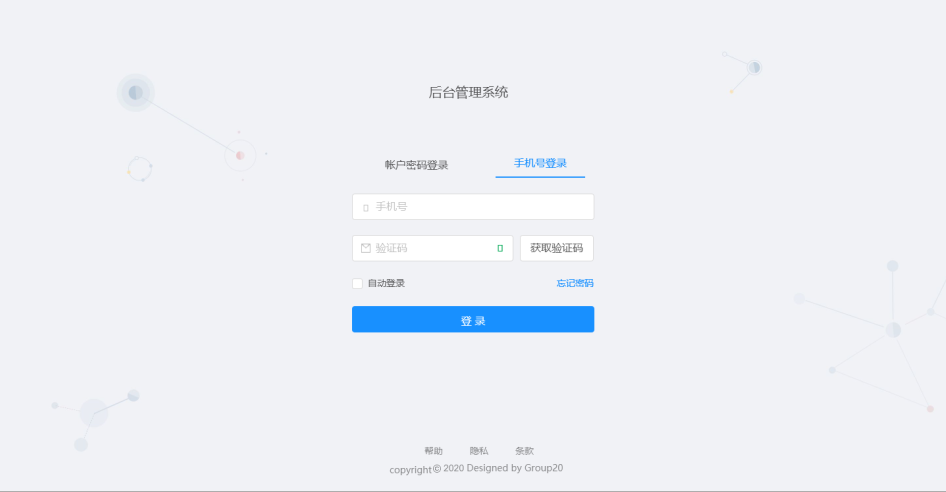 后台管理系统
帐户密码登录 手机号登录
手机号
验证码 获取验证码
自动登录 忘记密码
登 录
帮助 隐私 条款
copyright© 2020 Designed by Group20